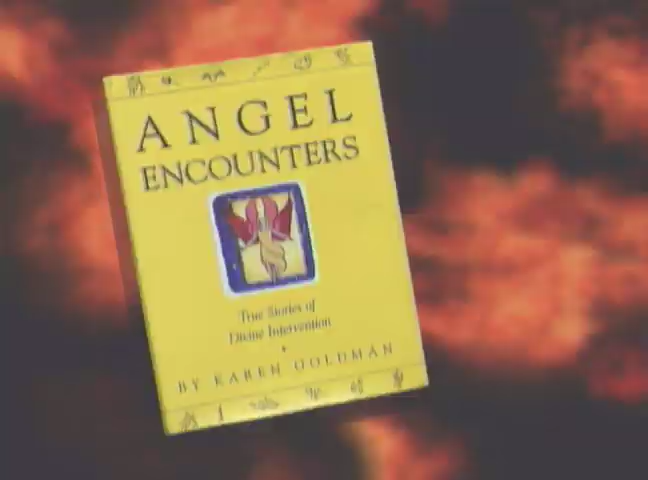 ANGEL
ENCOUNTERS
True Stories of
Divine Intervention
BY KAREN GOLDMAN